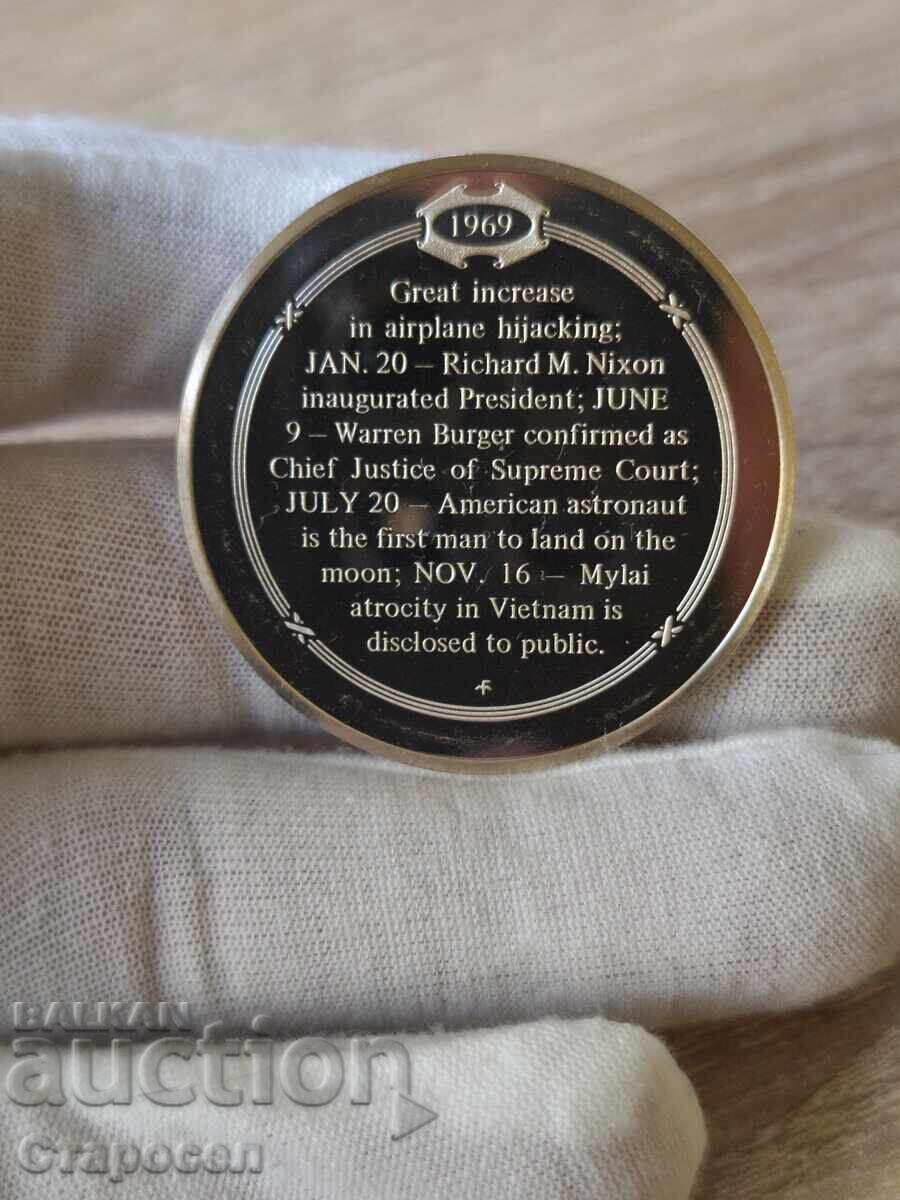 1969
Great increase
in airplane hijacking;
JAN. 20 – Richard M. Nixon
inaugurated President; JUNE
9 – Warren Burger confirmed as
Chief Justice of Supreme Court;
JULY 20 – American astronaut
is the first man to land on the
moon; NOV. 16 – Mylai
atrocity in Vietnam is
disclosed to public.
BALKAN
auction
Старосел